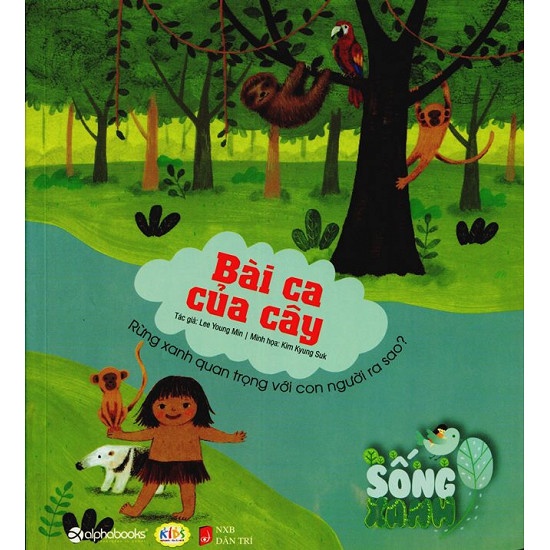 Bài ca
của cây
Tác giả: Lee Young Min | Minh họa: Kim Kyung Suk
Rừng xanh quan trọng với con người ra sao?
SỐNG
XANH
alphabooks
KIDS
NXB
DÂN TRÍ